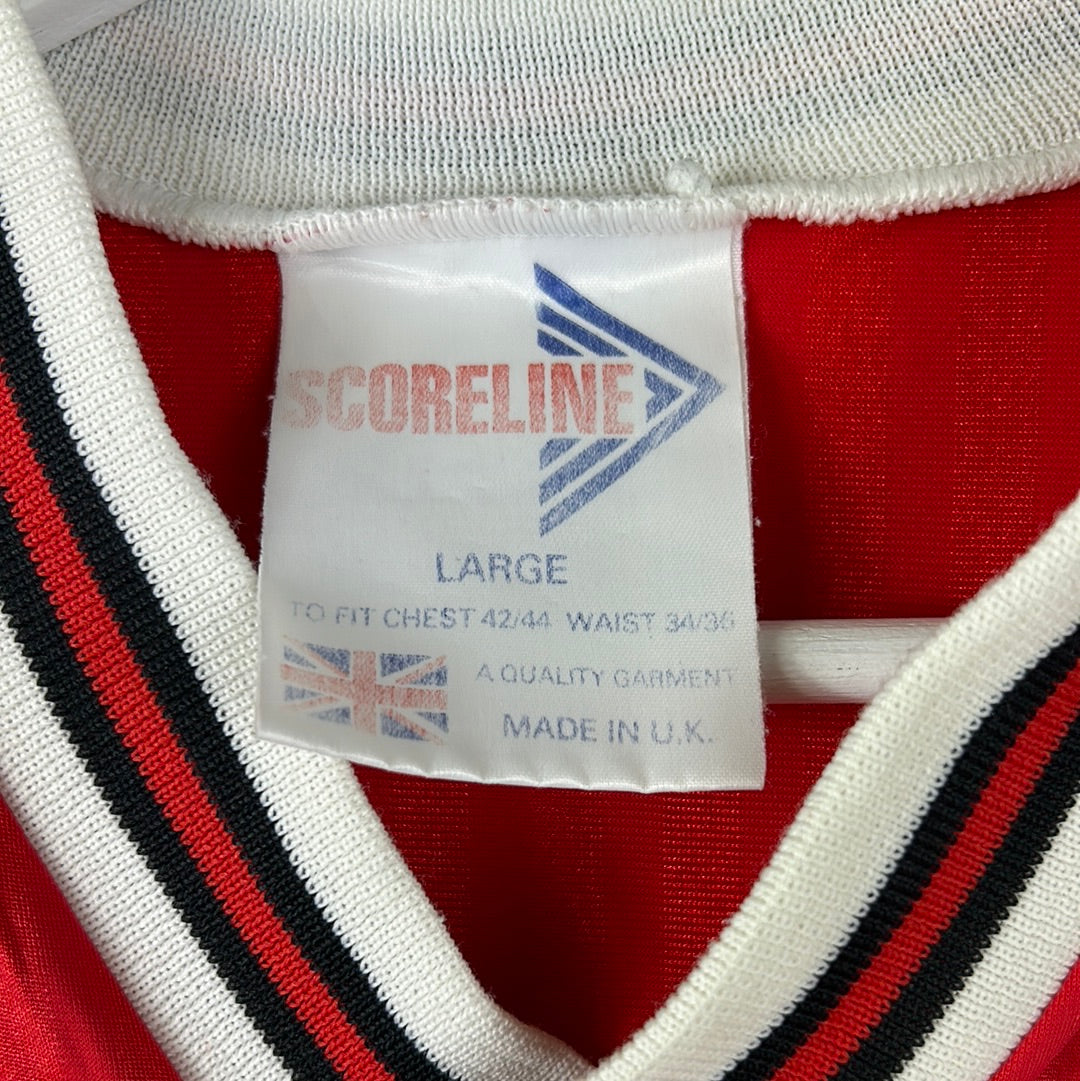 SCORELINE
LARGE
TO FIT CHEST 42/44 WAIST 34/36
A QUALITY GARMENT
MADE IN U.K.